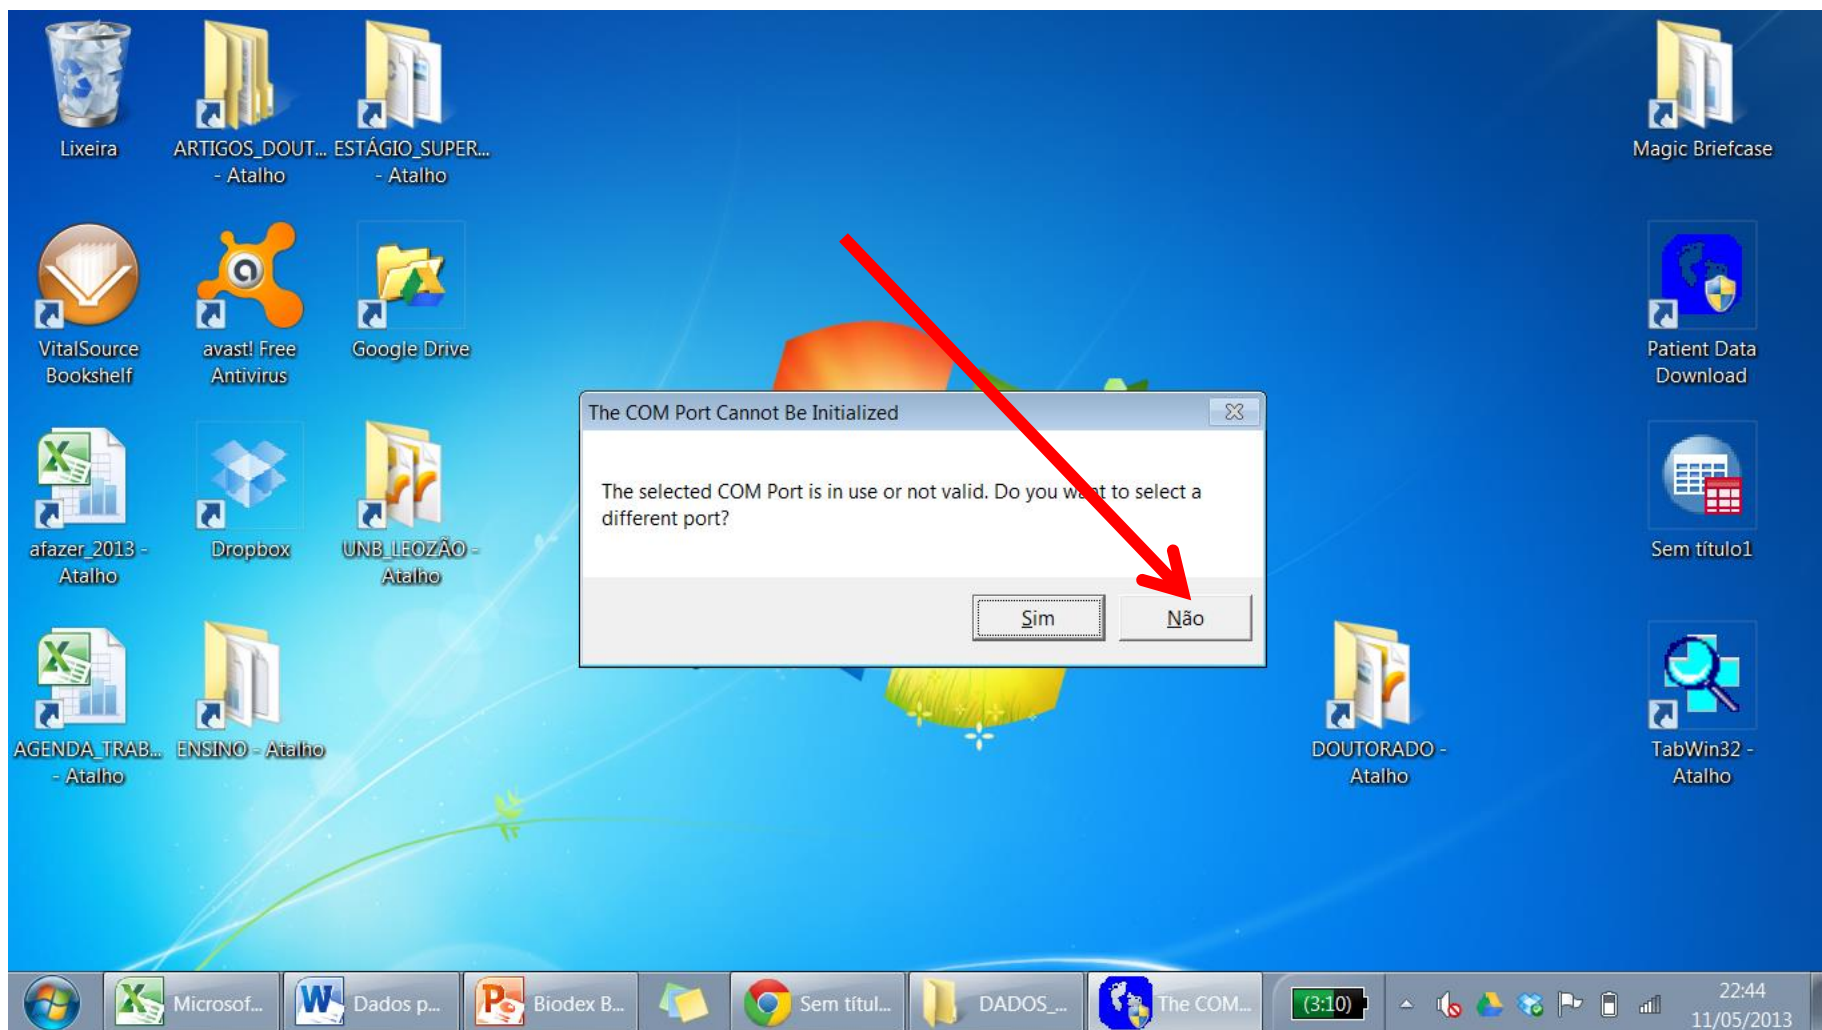 Lixeira
ARTIGOS_DOUT...
- Atalho
ESTÁGIO_SUPER...
- Atalho
Magic Briefcase
VitalSource
Bookshelf
avast! Free
Antivirus
Google Drive
Patient Data
Download
The COM Port Cannot Be Initialized
The selected COM Port is in use or not valid. Do you want to select a
different port?
Sim
Não
afazer_2013 -
Atalho
Dropbox
UNB_LEOZÃO -
Atalho
Sem título1
AGENDA_TRAB...
- Atalho
ENSINO - Atalho
DOUTORADO -
Atalho
TabWin32 -
Atalho
Microsof...
Dados p...
Biodex B...
Sem títul...
DADOS_...
The COM...
(3:10)
22:44
11/05/2013